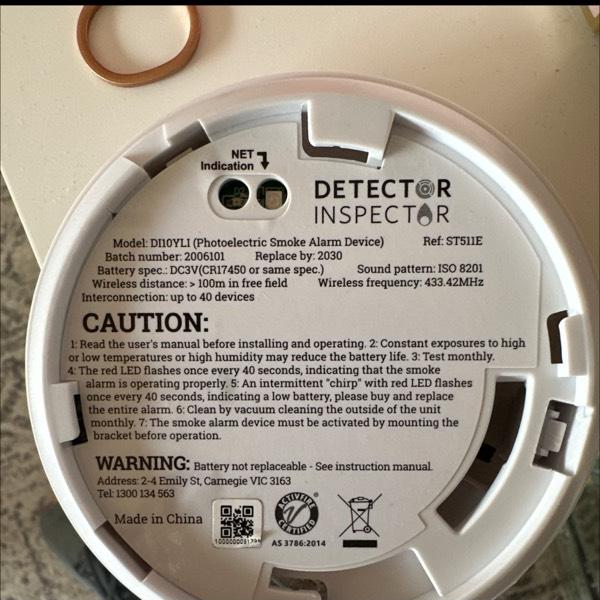 NET
Indication
DETECTOR
INSPECTOR
Model: DI10YLI (Photoelectric Smoke Alarm Device) Ref: ST511E
Batch number: 2006101 Replace by: 2030
Battery spec.: DC3V(CR17450 or same spec.) Sound pattern: ISO 8201
Wireless distance: > 100m in free field Wireless frequency: 433.42MHz
Interconnection: up to 40 devices
CAUTION:
1: Read the user's manual before installing and operating. 2: Constant exposures to high
or low temperatures or high humidity may reduce the battery life. 3: Test monthly.
4: The red LED flashes once every 40 seconds, indicating that the smoke
alarm is operating properly. 5: An intermittent "chirp" with red LED flashes
once every 40 seconds, indicating a low battery, please buy and replace
the entire alarm. 6: Clean by vacuum cleaning the outside of the unit
monthly. 7: The smoke alarm device must be activated by mounting the
bracket before operation.
WARNING: Battery not replaceable - See instruction manual.
Address: 2-4 Emily St, Carnegie VIC 3163
Tel: 1300 134 563
Made in China
ACTIVFIRE
CERTIFIED
AS 3786:2014